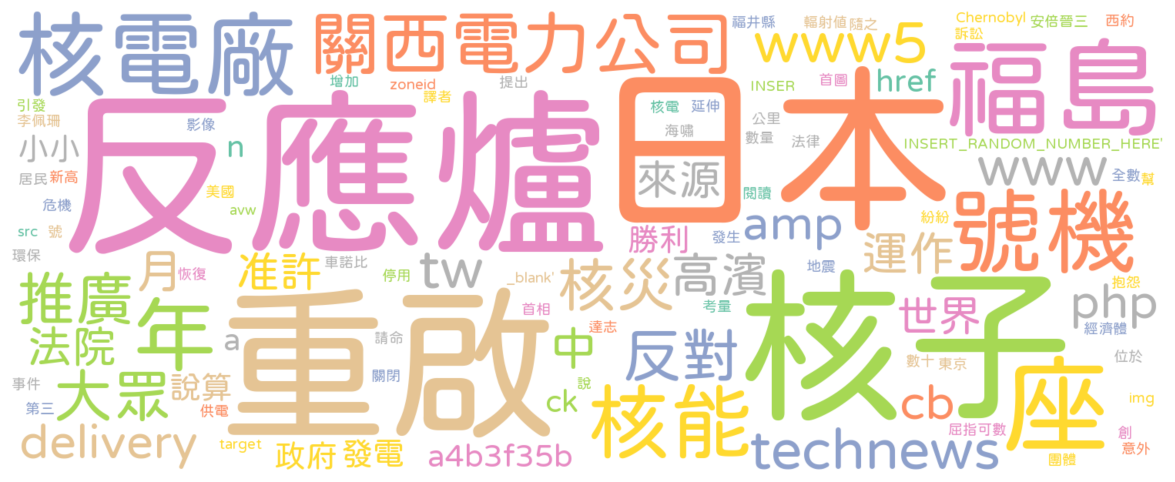 核電廠
關西電力公司
福井縣
輻射値
隨之
Chernobyl
安倍晉三
西約
訴訟
www5
福島
增加
zoneid
提出
譯者
INSER
首圖
href
引發
李佩珊
影像
反應爐
日本
核電
延伸
海嘯
公里
數量
法律
INSERT_RANDOM_NUMBER_HERE'
小小
n
來源
www
全數
幫
居民
新高
美國
閱讀
危機
avw
amp
紛紛
號機
src
號
勝利
發生
運作
環保
月
恢復
准許
車諾比
停用
tw
_blank'
核災
高濱
地震
抱怨
推廣
年
重啟
首相
考量
核子
世界
php
經濟體
法院
a
請命
達志
中
反對
數十
東京
位於
事件
大眾
說算
關閉
說
第三
供電
ck
核能
cb
座
img
屈指可數
創
意外
delivery
target
政府
發電
a4b3f35b
technews
團體